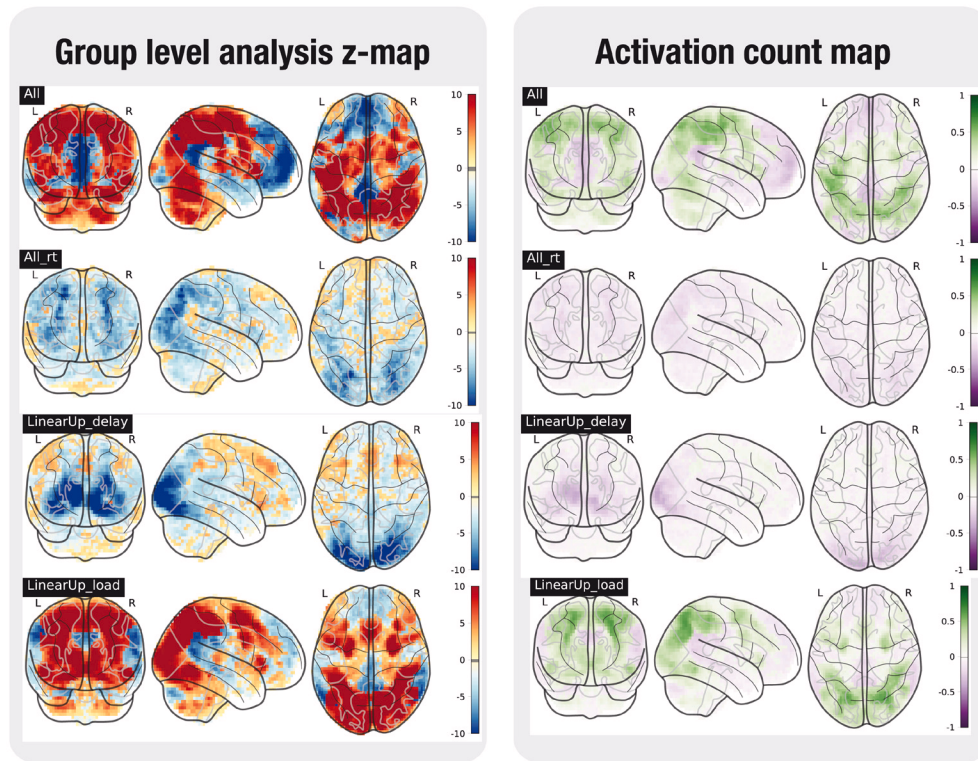 Group level analysis z-map
All
L R
10
5
0
-5
-10
All_rt
L R
L R
10
5
0
-5
-10
LinearUp_delay
L R
L R
10
5
0
-5
-10
LinearUp_load
L R
L R
10
5
0
-5
-10
Activation count map
All
L R
L R
1
0.5
0
-0.5
-1
All_rt
L R
L R
1
0.5
0
-0.5
-1
LinearUp_delay
L R
L R
1
0.5
0
-0.5
-1
LinearUp_load
L R
L R
1
0.5
0
-0.5
-1